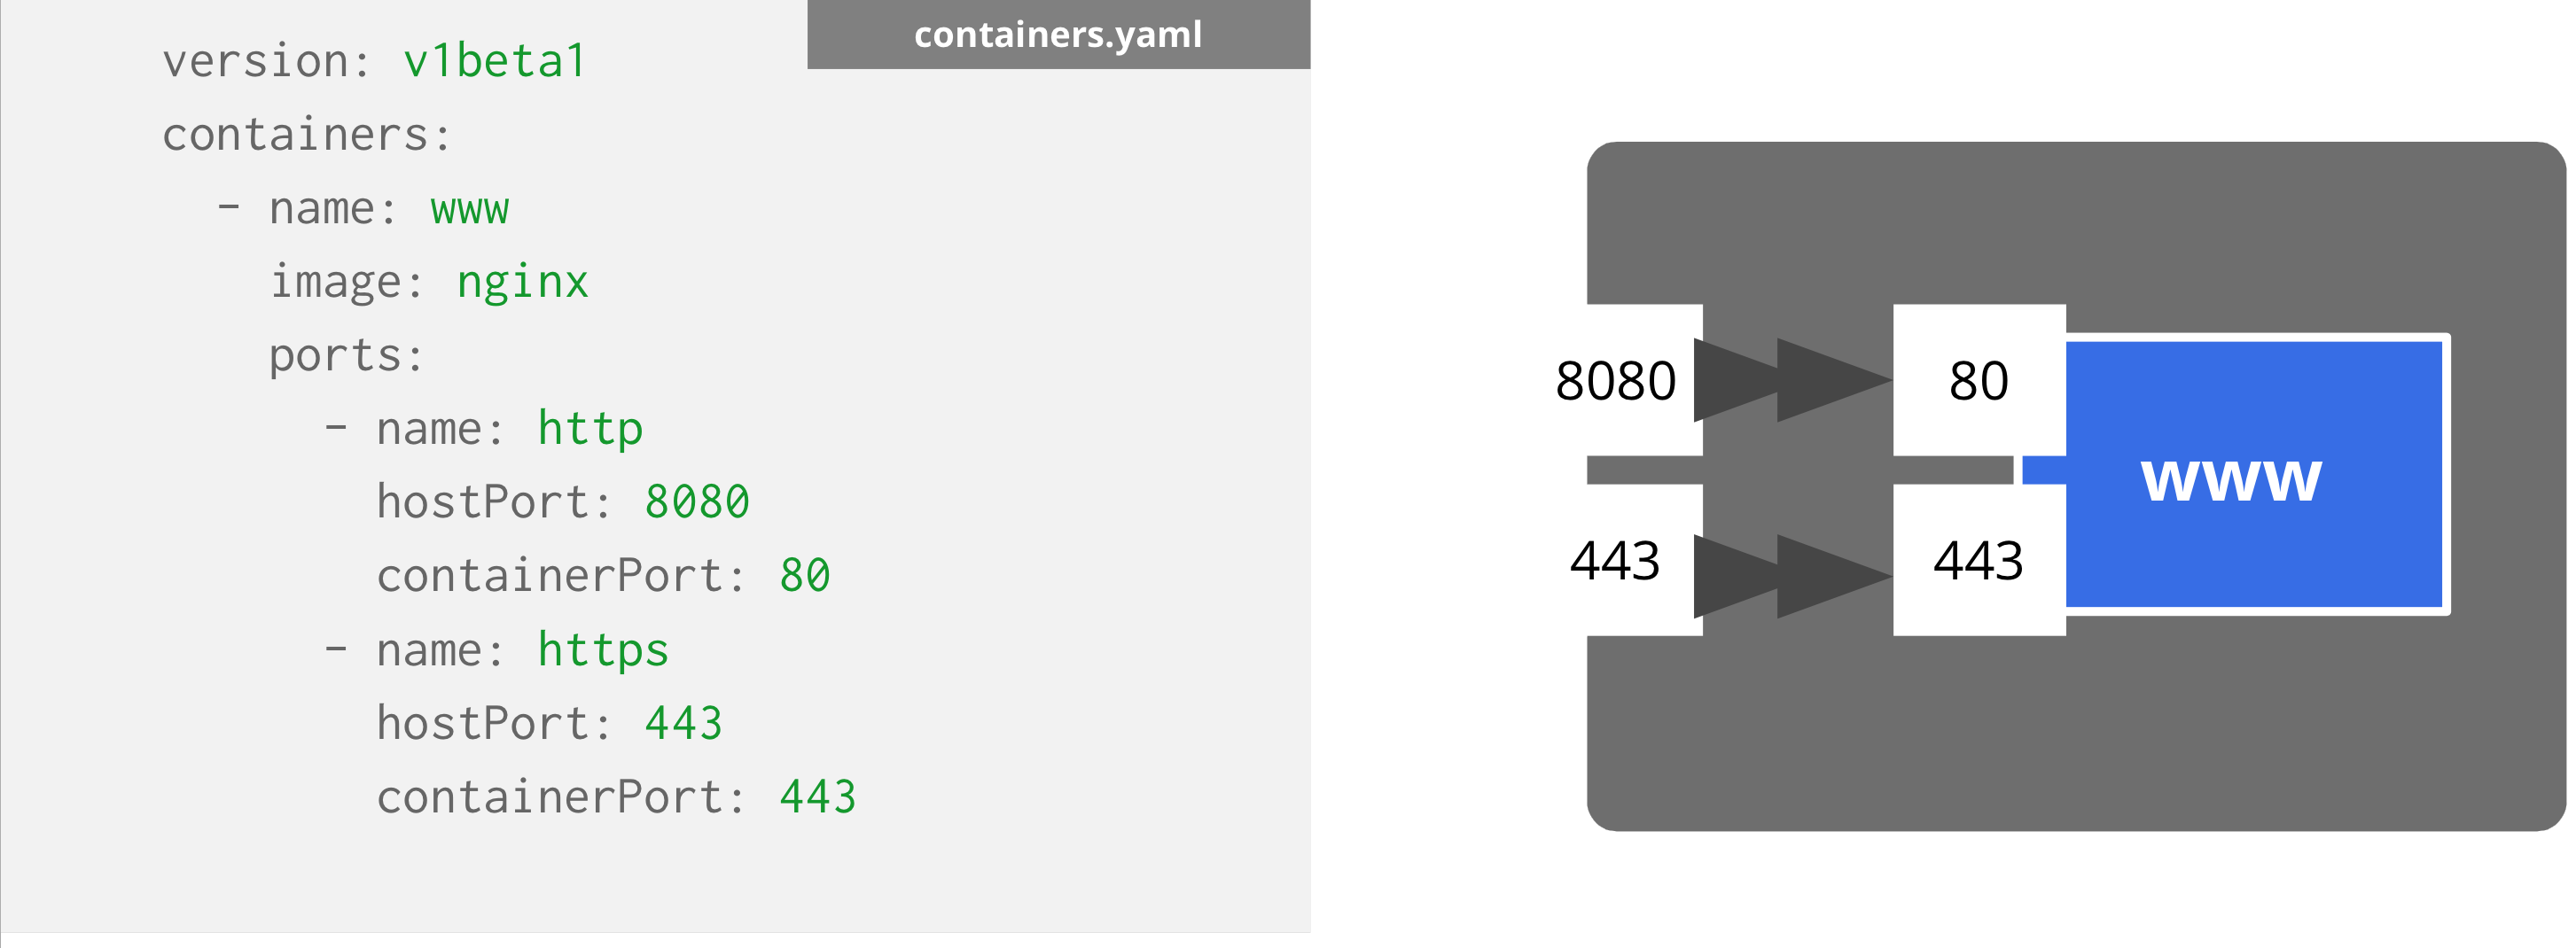 containers.yaml
version: v1beta1
containers:
- name: www
image: nginx
ports:
- name: http
hostPort: 8080
containerPort: 80
- name: https
hostPort: 443
containerPort: 443
8080
80
www
443
443